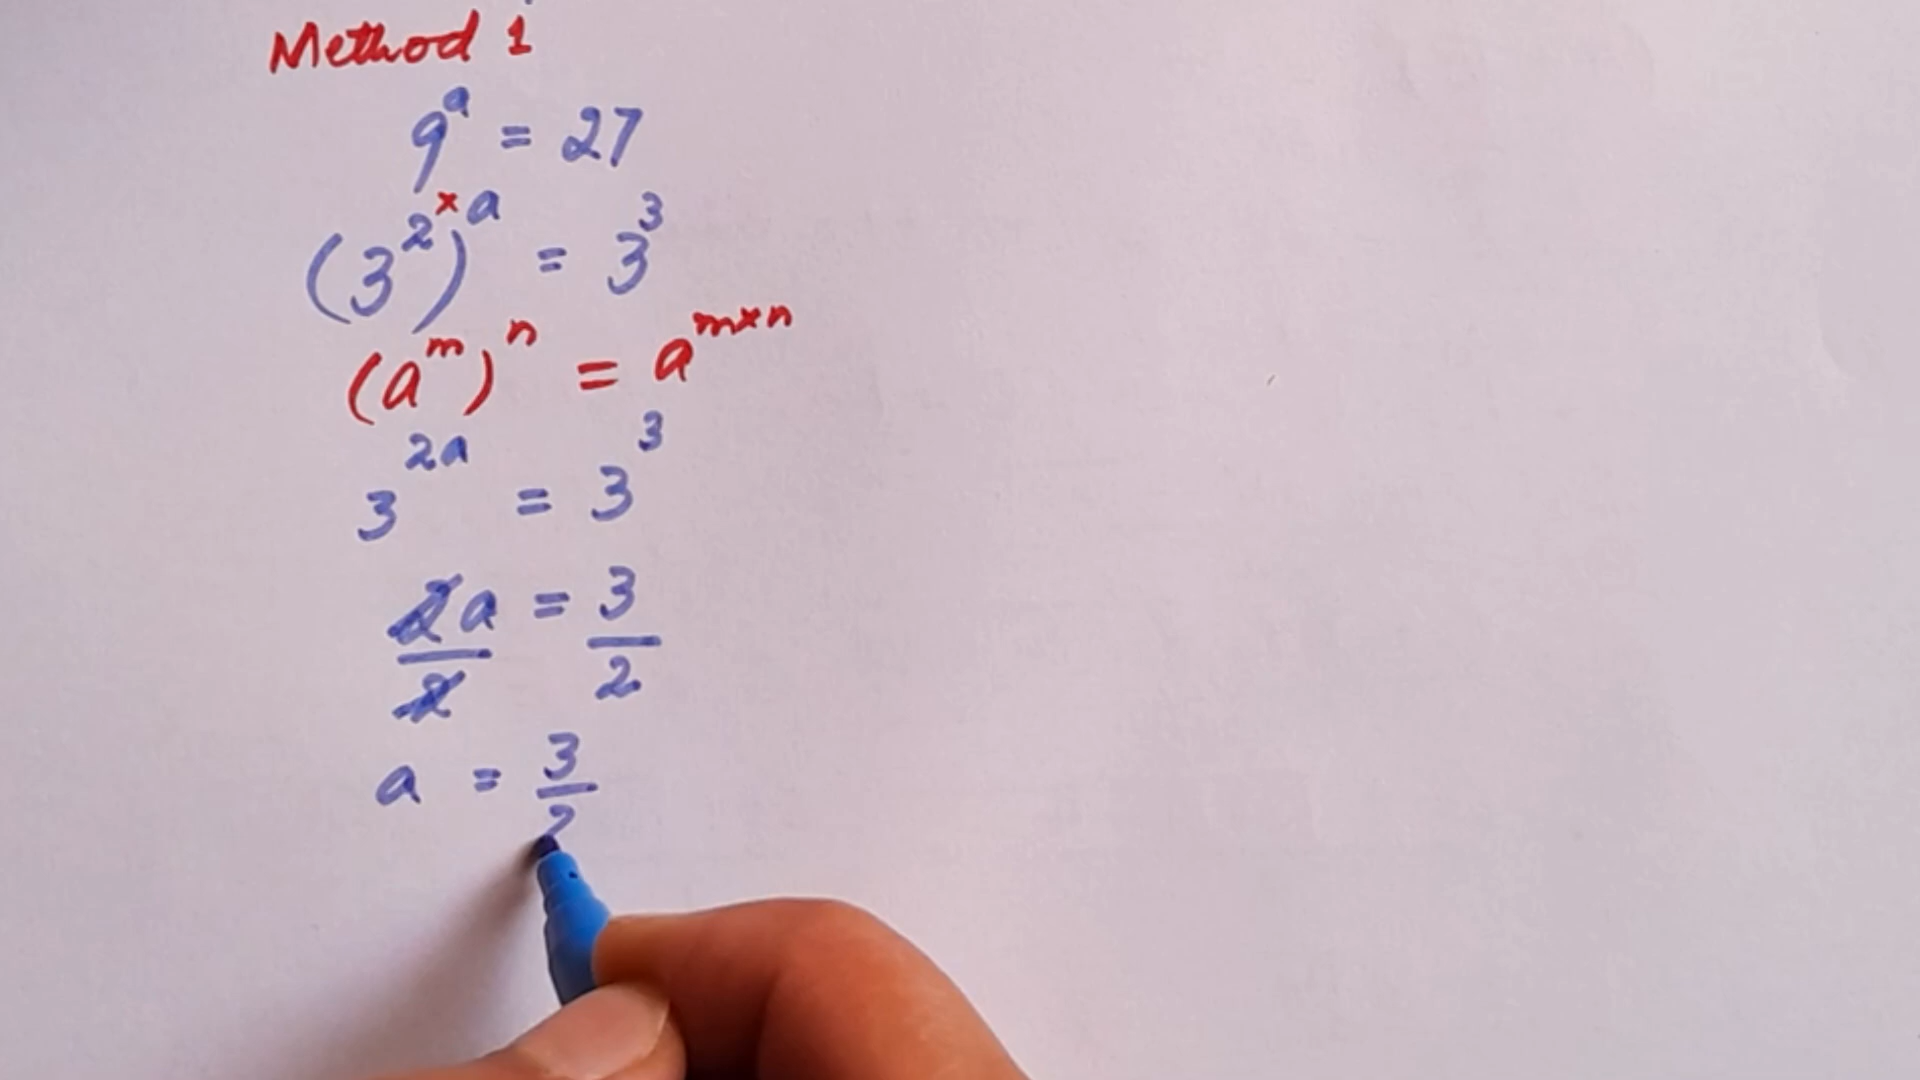 Method 1
9^a = 27
(3^2)^{×a} = 3^3
(a^m)^n = a^{m×n}
3^{2a} = 3^3
2a/2 = 3/2
a = 3/2